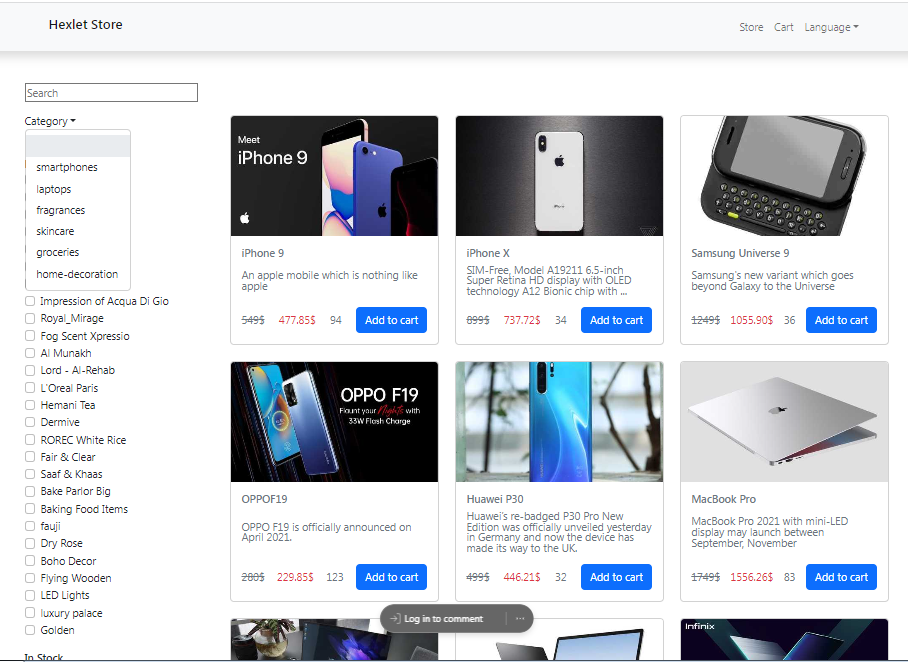 Hexlet Store
Store Cart Language
Search
Category
smartphones
laptops
fragrances
skincare
groceries
home-decoration
Impression of Acqua Di Gio
Royal_Mirage
Fog Scent Xpressio
Al Munakh
Lord - Al-Rehab
L'Oreal Paris
Hemani Tea
Dermive
ROREC White Rice
Fair & Clear
Saaf & Khaas
Bake Parlor Big
Baking Food Items
fauji
Dry Rose
Boho Decor
Flying Wooden
LED Lights
luxury palace
Golden
In Stock
Meet
iPhone 9
iPhone 9
An apple mobile which is nothing like
apple
549$ 477.85$ 94 Add to cart
iPhone
iPhone X
SIM-Free, Model A19211 6.5-inch
Super Retina HD display with OLED
technology A12 Bionic chip with ...
899$ 737.72$ 34 Add to cart
Samsung Universe 9
Samsung's new variant which goes
beyond Galaxy to the Universe
1249$ 1055.90$ 36 Add to cart
OPPO F19
Flaunt your Nights with
33W Flash Charge
OPPOF19
OPPO F19 is officially announced on
April 2021.
280$ 229.85$ 123 Add to cart
Huawei P30
Huawei's re-badged P30 Pro New
Edition was officially unveiled yesterday
in Germany and now the device has
made its way to the UK.
499$ 446.21$ 32 Add to cart
MacBook Pro
MacBook Pro 2021 with mini-LED
display may launch between
September, November
1749$ 1556.26$ 83 Add to cart
Log in to comment ...
Infinix